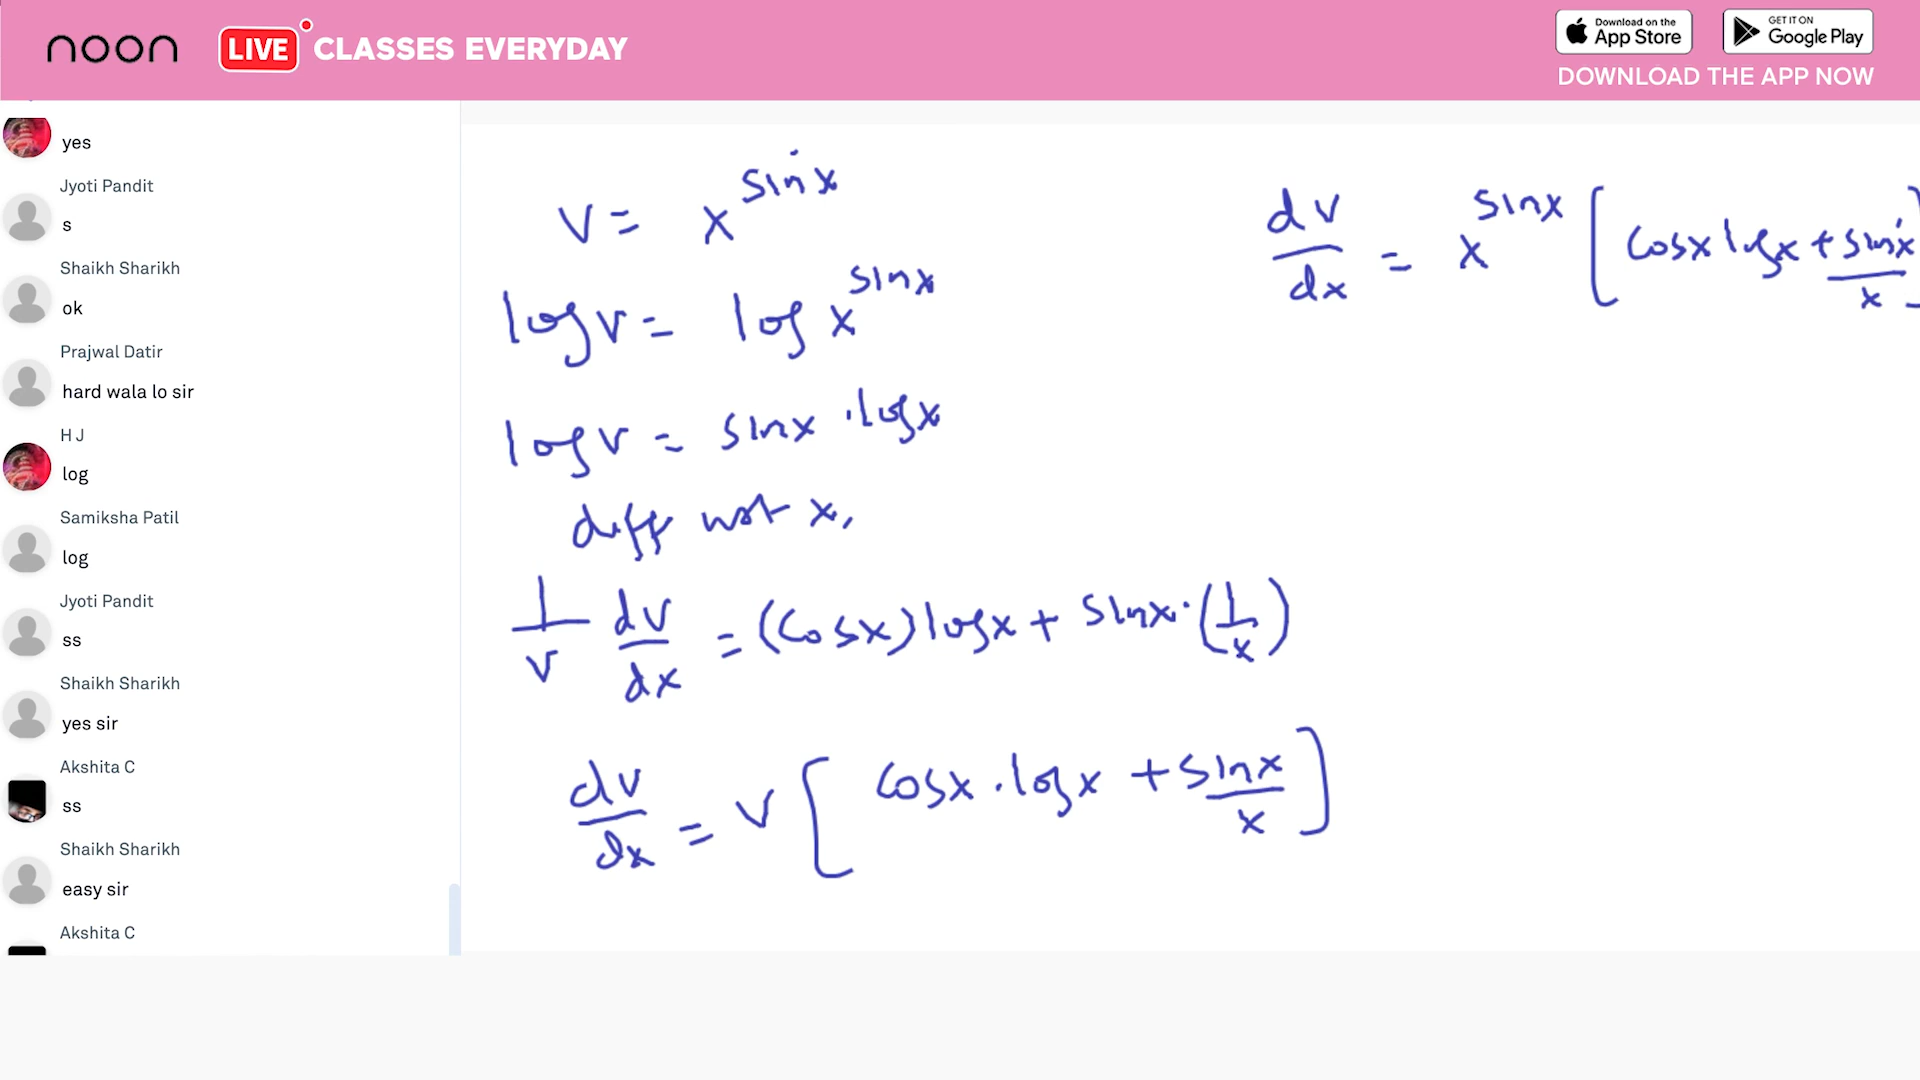 noon LIVE CLASSES EVERYDAY
Download on the App Store
GET IT ON Google Play
DOWNLOAD THE APP NOW
yes
Jyoti Pandit
s
Shaikh Sharikh
ok
Prajwal Datir
hard wala lo sir
H J
log
Samiksha Patil
log
Jyoti Pandit
ss
Shaikh Sharikh
yes sir
Akshita C
ss
Shaikh Sharikh
easy sir
Akshita C
v = x^sinx
log v = log x^sinx
log v = sinx · logx
diff wrt x,
1/v dv/dx = (cosx) logx + sinx · (1/x)
dv/dx = v [ cosx · logx + sinx/x ]
dv/dx = x^sinx [ cosx logx + sinx/x ]